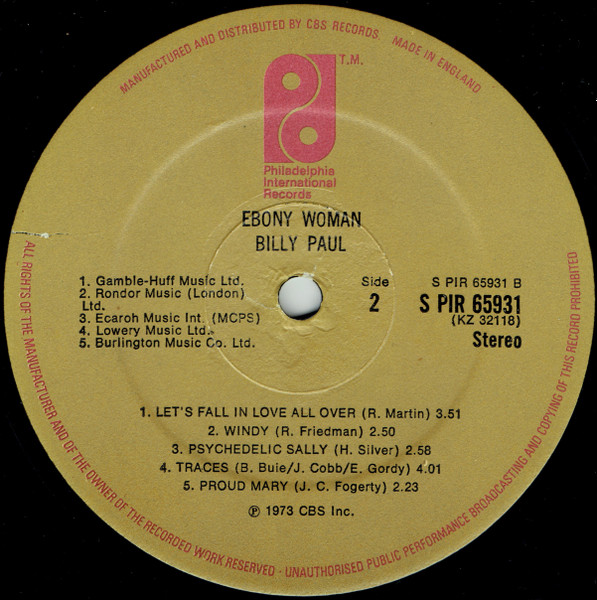 MANUFACTURED AND DISTRIBUTED BY CBS RECORDS. MADE IN ENGLAND
T.M.
Philadelphia
International
Records
EBONY WOMAN
BILLY PAUL
1. Gamble-Huff Music Ltd.
2. Rondor Music (London)
Ltd.
3. Ecaroh Music Int. (MCPS)
4. Lowery Music Ltd.
5. Burlington Music Co. Ltd.
Side
2
S PIR 65931 B
S PIR 65931
(KZ 32118)
Stereo
1. LET'S FALL IN LOVE ALL OVER (R. Martin) 3.51
2. WINDY (R. Friedman) 2.50
3. PSYCHEDELIC SALLY (H. Silver) 2.58
4. TRACES (B. Buie/J. Cobb/E. Gordy) 4.01
5. PROUD MARY (J. C. Fogerty) 2.23
℗ 1973 CBS Inc.
ALL RIGHTS OF THE MANUFACTURER AND OF THE OWNER OF THE RECORDED WORK RESERVED · UNAUTHORISED PUBLIC PERFORMANCE BROADCASTING AND COPYING OF THIS RECORD PROHIBITED